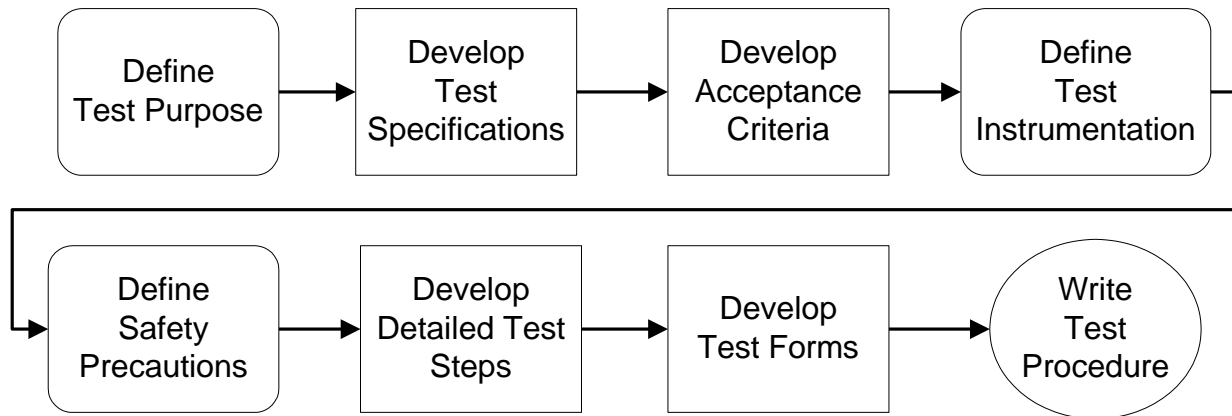 Define
Test Purpose
Develop
Test
Specifications
Develop
Acceptance
Criteria
Define
Test
Instrumentation
Define
Safety
Precautions
Develop
Detailed Test
Steps
Develop
Test Forms
Write
Test
Procedure